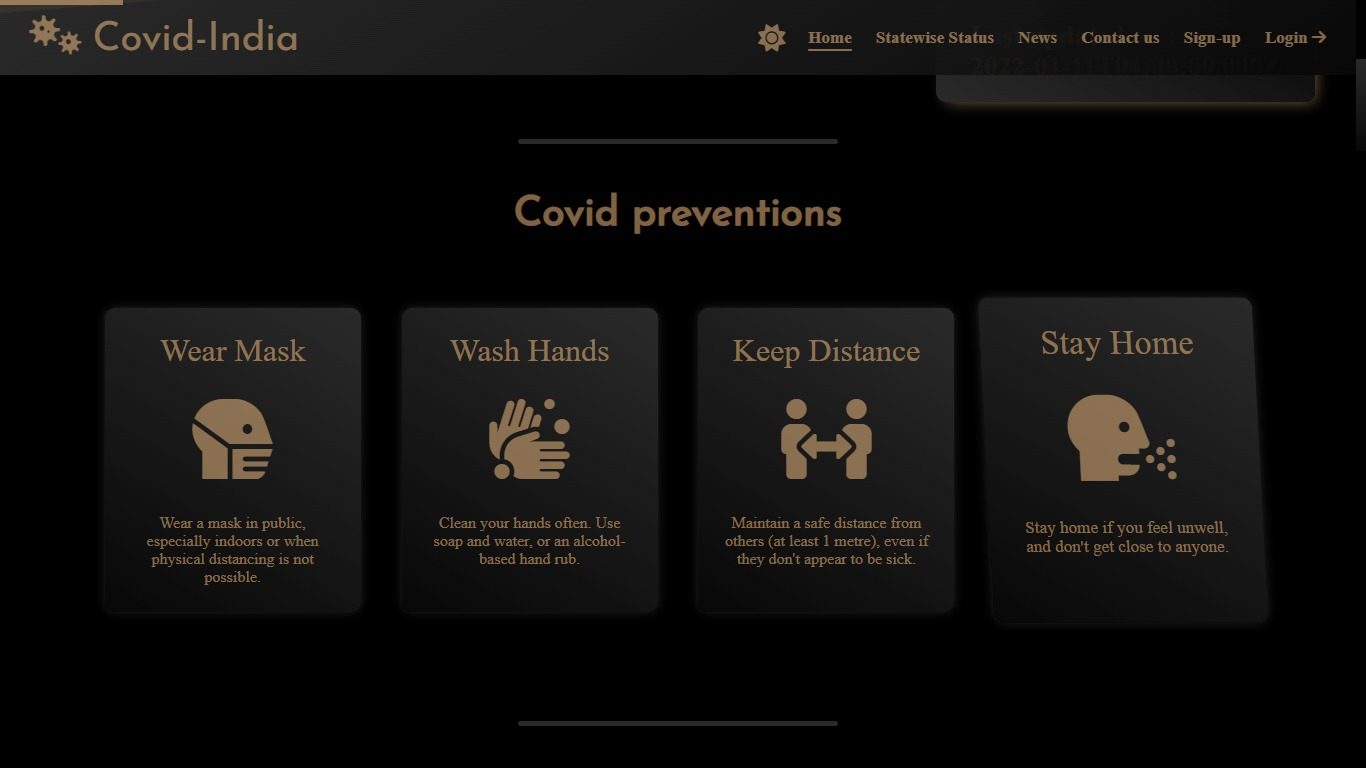 Covid-India
Home Statewise Status News Contact us Sign-up Login
Covid preventions
Wear Mask
Wear a mask in public,
especially indoors or when
physical distancing is not
possible.
Wash Hands
Clean your hands often. Use
soap and water, or an alcohol-
based hand rub.
Keep Distance
Maintain a safe distance from
others (at least 1 metre), even if
they don't appear to be sick.
Stay Home
Stay home if you feel unwell,
and don't get close to anyone.